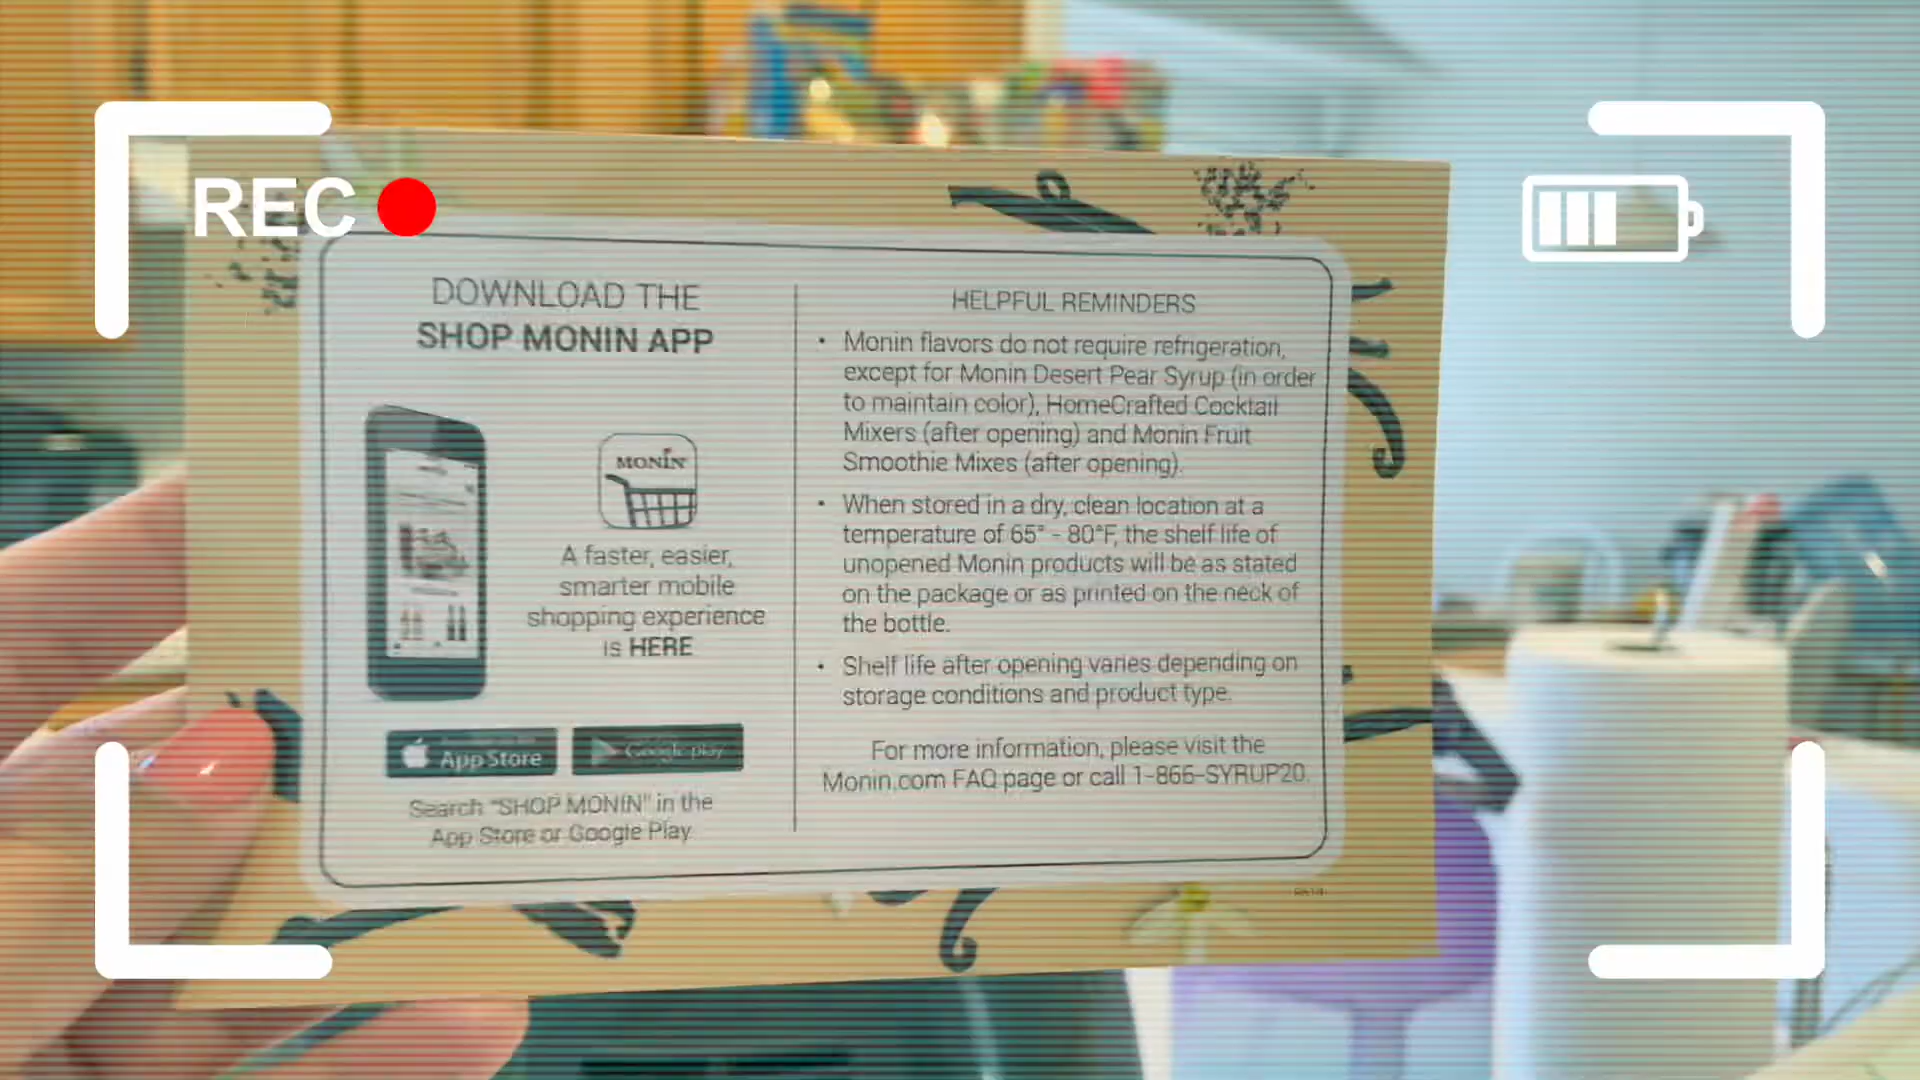 REC
DOWNLOAD THE
SHOP MONIN APP
MONIN
A faster, easier,
smarter mobile
shopping experience
is HERE
App Store
Google play
Search "SHOP MONIN" in the
App Store or Google Play
HELPFUL REMINDERS
• Monin flavors do not require refrigeration,
except for Monin Desert Pear Syrup (in order
to maintain color), HomeCrafted Cocktail
Mixers (after opening) and Monin Fruit
Smoothie Mixes (after opening).
• When stored in a dry, clean location at a
temperature of 65° - 80°F, the shelf life of
unopened Monin products will be as stated
on the package or as printed on the neck of
the bottle.
• Shelf life after opening varies depending on
storage conditions and product type.
For more information, please visit the
Monin.com FAQ page or call 1-866-SYRUP20.